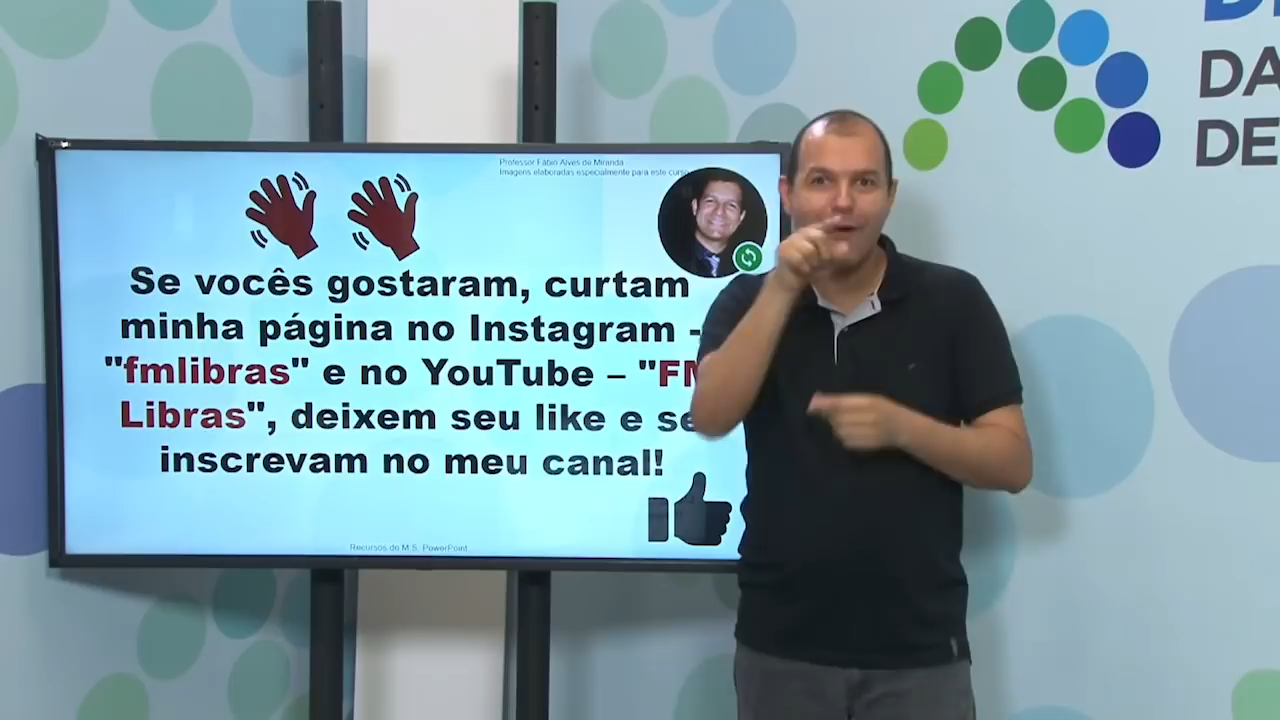 Professor Fábio Alves de Miranda
Imagens elaboradas especialmente para este curso
Se vocês gostaram, curtam
minha página no Instagram -
"fmlibras" e no YouTube – "FM
Libras", deixem seu like e se
inscrevam no meu canal!
Recursos do M.S. PowerPoint
DA
DE